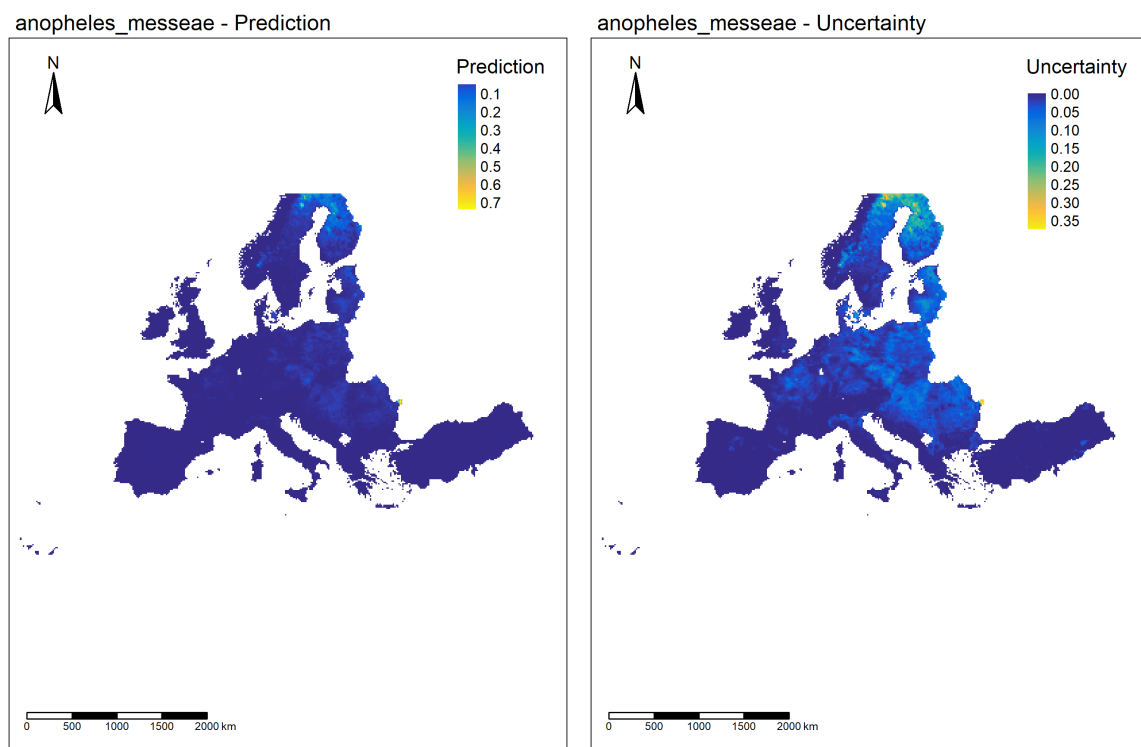 anopheles_messeae - Prediction
N
Prediction
0.1
0.2
0.3
0.4
0.5
0.6
0.7
0 500 1000 1500 2000 km
anopheles_messeae - Uncertainty
N
Uncertainty
0.00
0.05
0.10
0.15
0.20
0.25
0.30
0.35
0 500 1000 1500 2000 km